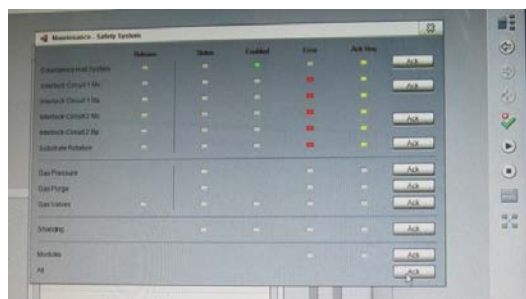 Maintenance - Safety System
Release Status Enabled Error Ack Req
Emergency Halt System Ack
Interlock Circuit 1 Mc Ack
Interlock Circuit 1 Bp
Interlock Circuit 2 Mc Ack
Interlock Circuit 2 Bp
Substrate Rotation Ack
Gas Pressure Ack
Gas Purge Ack
Gas Valves Ack
Shielding Ack
Modules Ack
All Ack